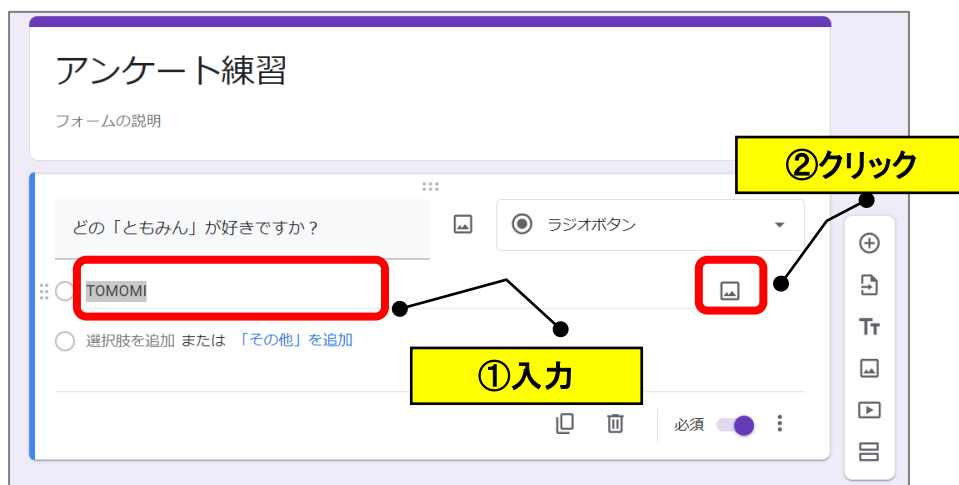 アンケート練習
フォームの説明
②クリック
どの「ともみん」が好きですか？
ラジオボタン
TOMOMI
選択肢を追加 または 「その他」を追加
①入力
必須
Tт